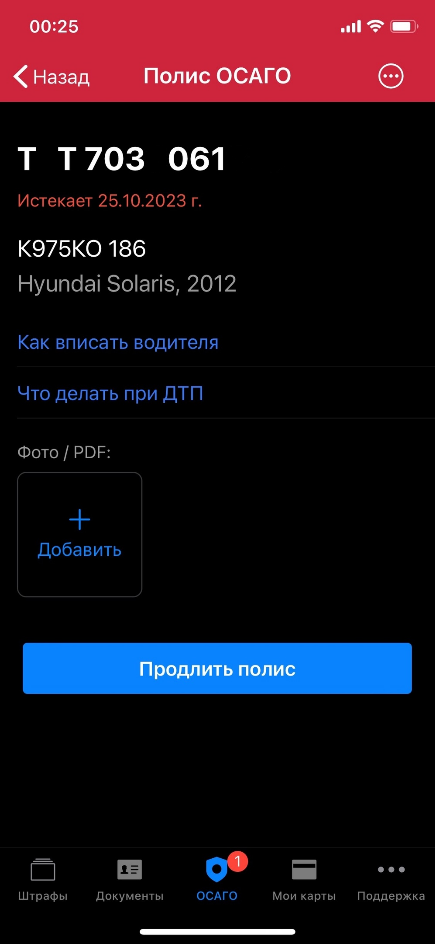 00:25
Назад
Полис ОСАГО
Т Т 703 061
Истекает 25.10.2023 г.
К975КО 186
Hyundai Solaris, 2012
Как вписать водителя
Что делать при ДТП
Фото / PDF:
Добавить
Продлить полис
1
Штрафы
Документы
ОСАГО
Мои карты
Поддержка